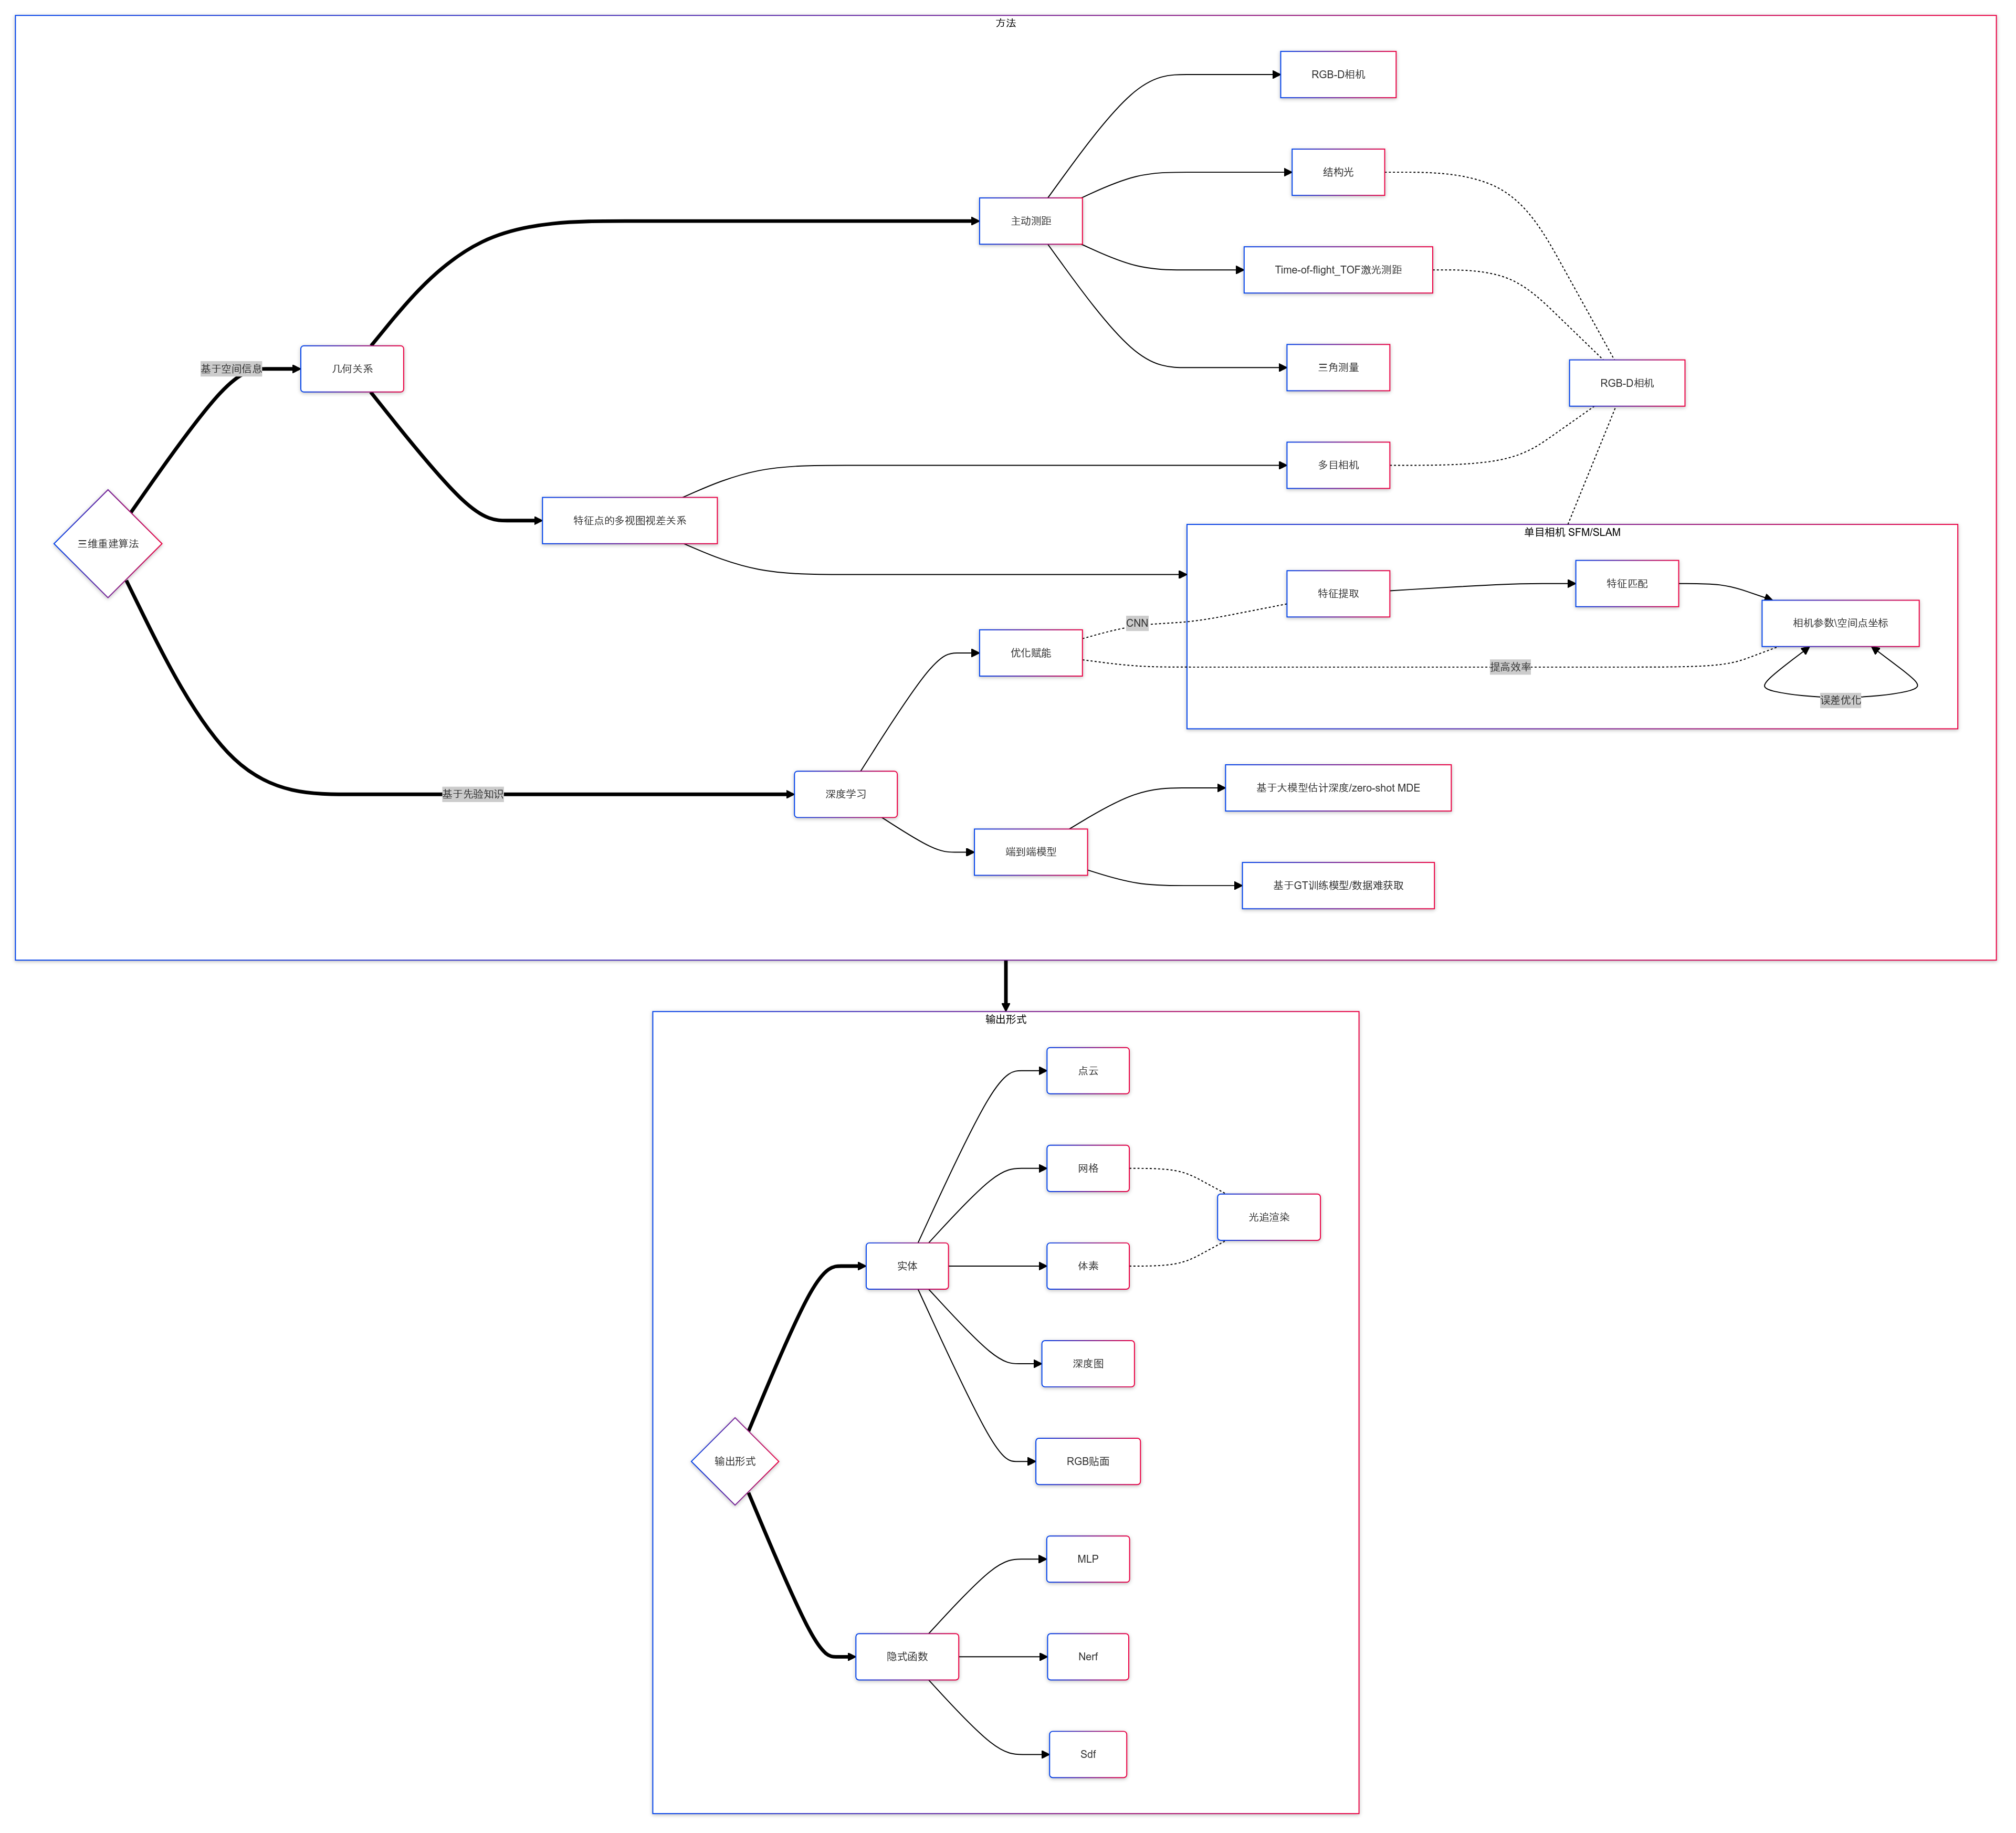 方法
RGB-D相机
结构光
主动测距
Time-of-flight_TOF激光测距
三角测量
基于空间信息
几何关系
RGB-D相机
多目相机
特征点的多视图视差关系
三维重建算法
单目相机 SFM/SLAM
特征提取
特征匹配
相机参数\空间点坐标
CNN
优化赋能
提高效率
误差优化
基于先验知识
深度学习
基于大模型估计深度/zero-shot MDE
端到端模型
基于GT训练模型/数据难获取
输出形式
点云
网格
光追渲染
实体
体素
深度图
输出形式
RGB贴面
MLP
隐式函数
Nerf
Sdf